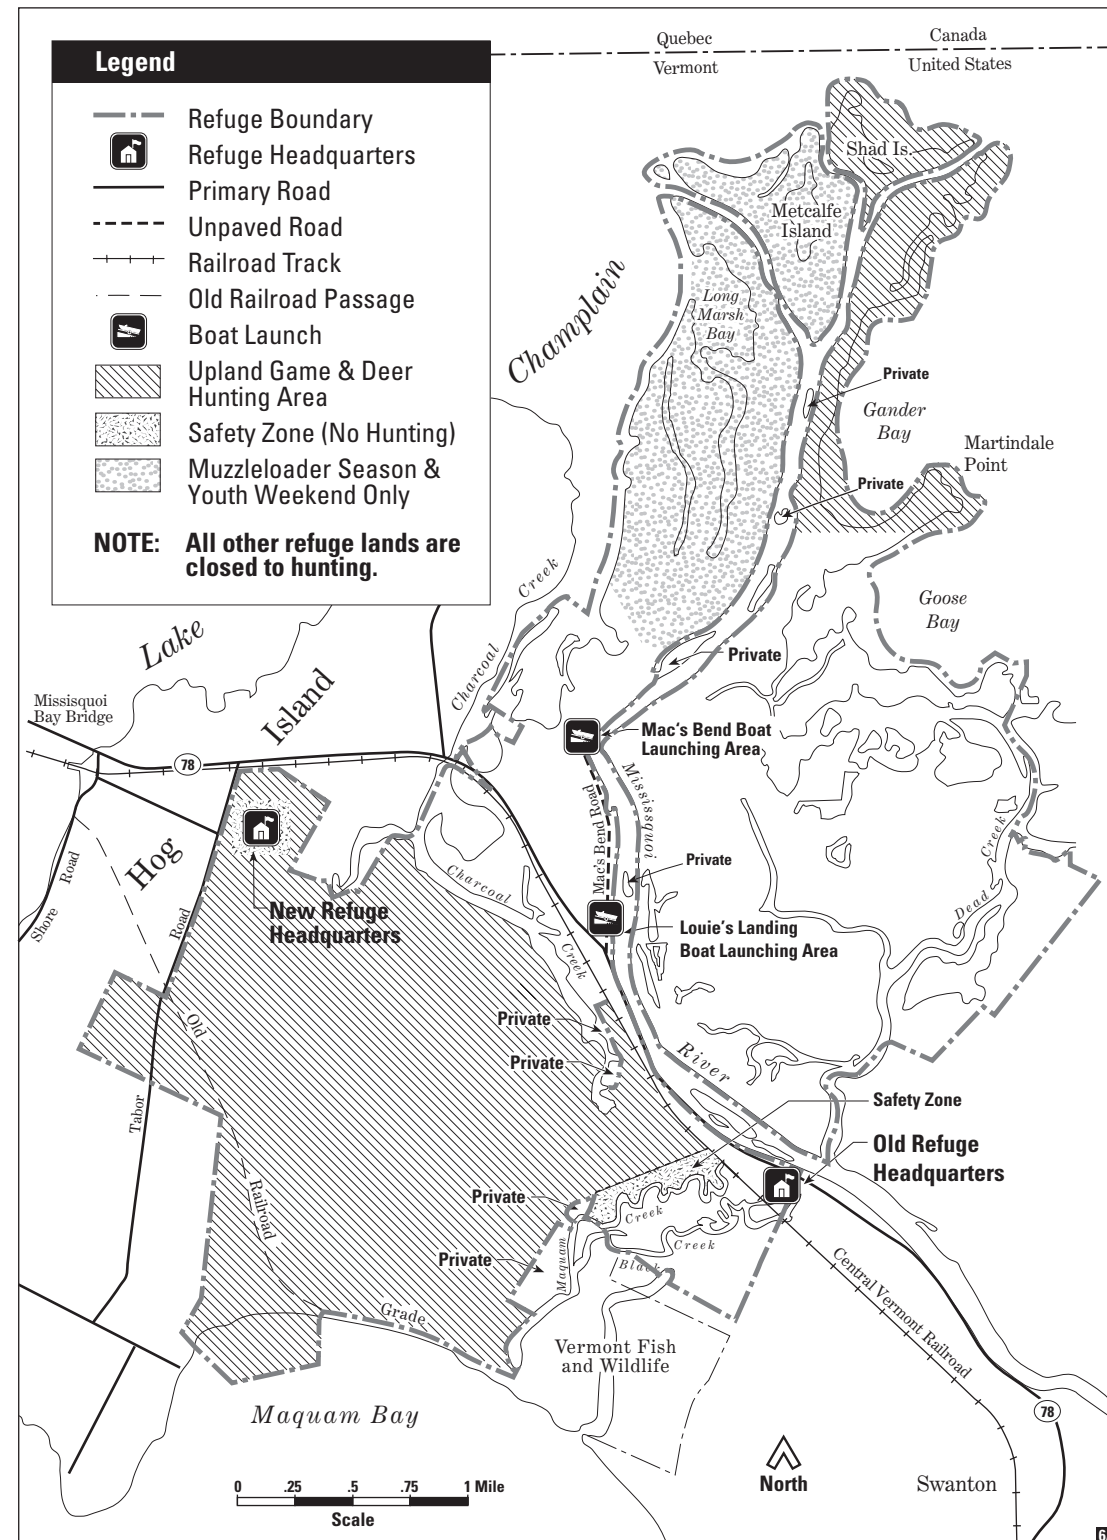 Legend
Refuge Boundary
Refuge Headquarters
Primary Road
Unpaved Road
Railroad Track
Old Railroad Passage
Boat Launch
Upland Game & Deer
Hunting Area
Safety Zone (No Hunting)
Muzzleloader Season &
Youth Weekend Only
NOTE: All other refuge lands are
closed to hunting.
Quebec
Canada
Vermont
United States
Shad Is.
Metcalfe
Island
Long
Marsh
Bay
Champlain
Private
Gander
Bay
Martindale
Point
Private
Creek
Goose
Bay
Lake
Private
Charcoal
Island
Missisquoi
Bay Bridge
Mac's Bend Boat
Launching Area
78
Mississquoi
Mac's Bend Road
Hog
Creek
Road
Shore
Private
Charcoal
Dead
New Refuge
Headquarters
Road
Louie's Landing
Boat Launching Area
Creek
Private
Old
Private
River
Tabor
Safety Zone
Old Refuge
Headquarters
Railroad
Private
Creek
Creek
Private
Maquam
Black
Central Vermont Railroad
Grade
Vermont Fish
and Wildlife
Maquam Bay
78
0 .25 .5 .75 1 Mile
Scale
North
Swanton